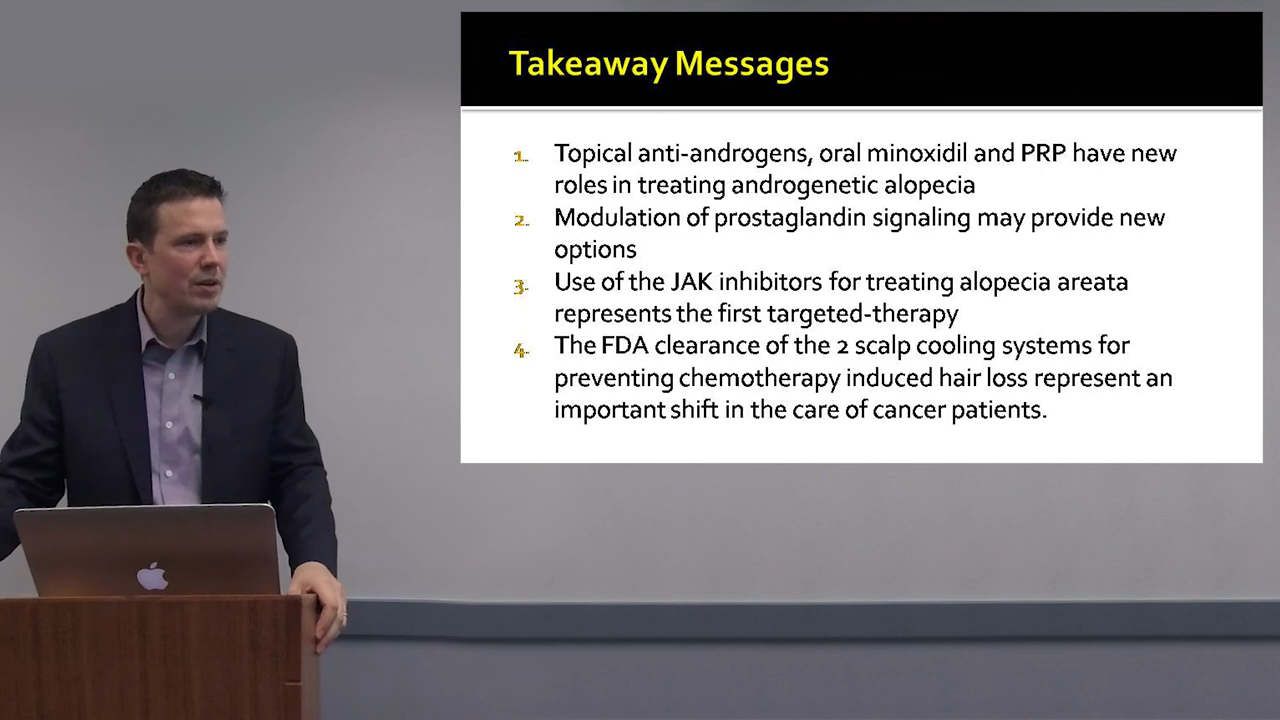 Takeaway Messages
1. Topical anti-androgens, oral minoxidil and PRP have new
roles in treating androgenetic alopecia
2. Modulation of prostaglandin signaling may provide new
options
3. Use of the JAK inhibitors for treating alopecia areata
represents the first targeted-therapy
4. The FDA clearance of the 2 scalp cooling systems for
preventing chemotherapy induced hair loss represent an
important shift in the care of cancer patients.